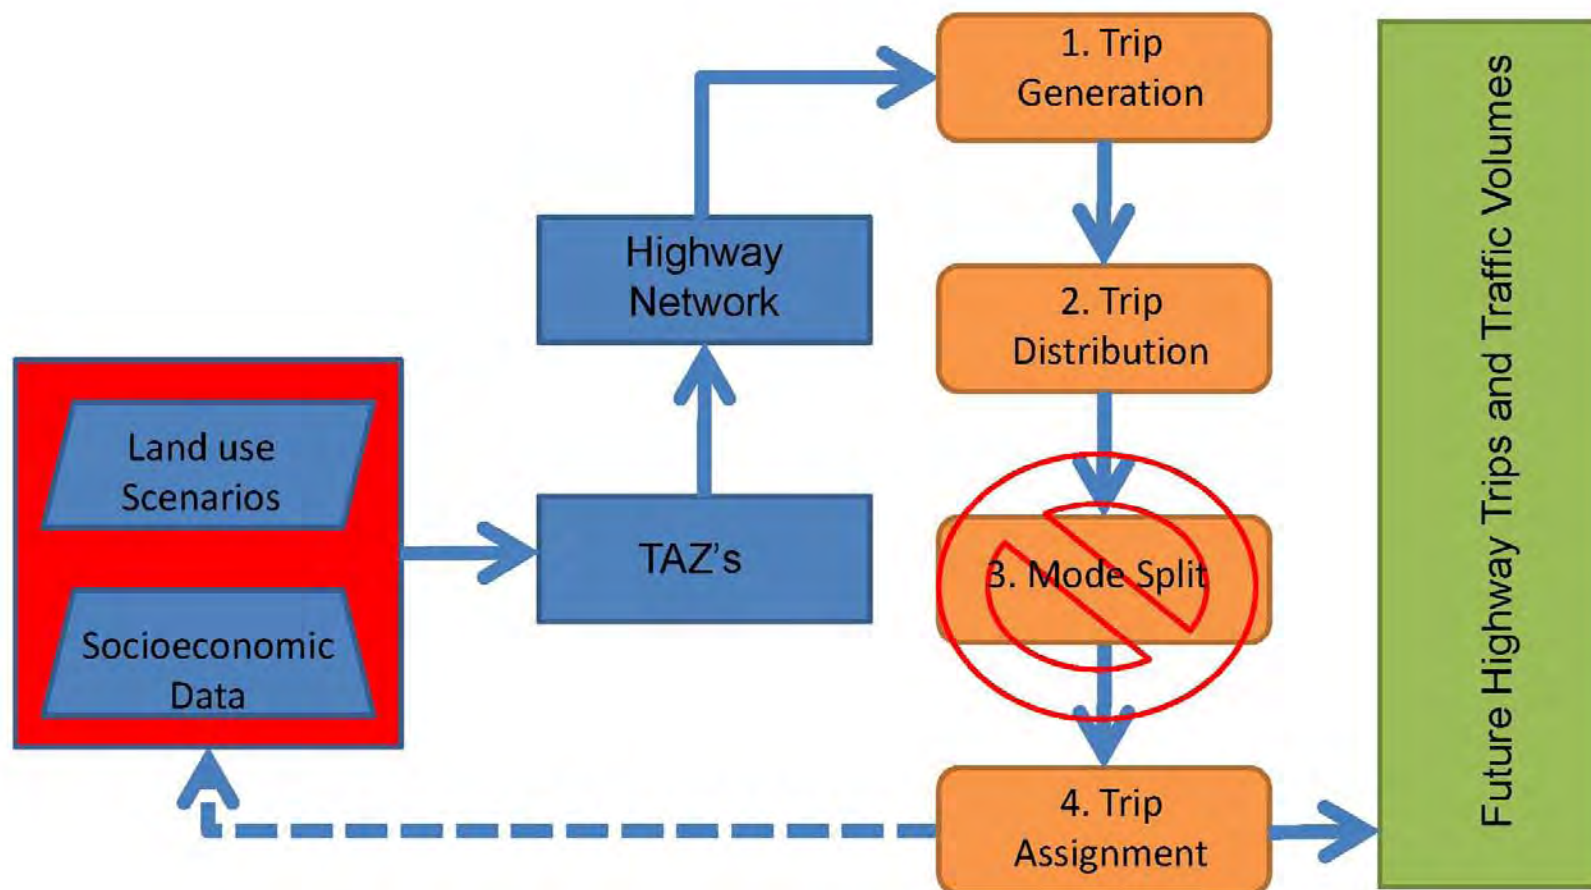 1. Trip
Generation
Highway
Network
2. Trip
Distribution
Land use
Scenarios
TAZ's
3. Mode Split
Socioeconomic
Data
4. Trip
Assignment
Future Highway Trips and Traffic Volumes